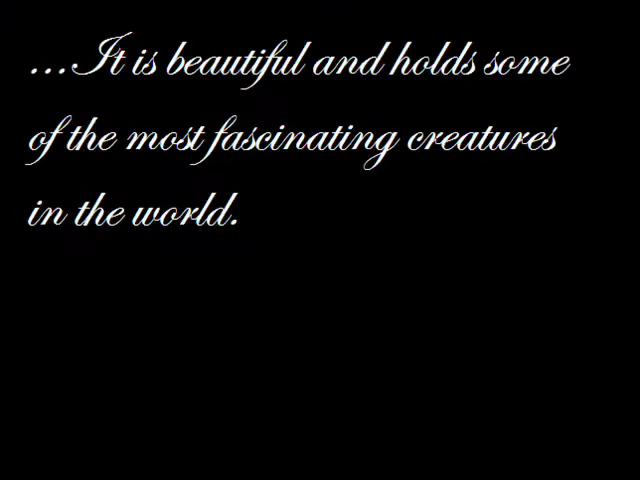 ...It is beautiful and holds some
of the most fascinating creatures
in the world.